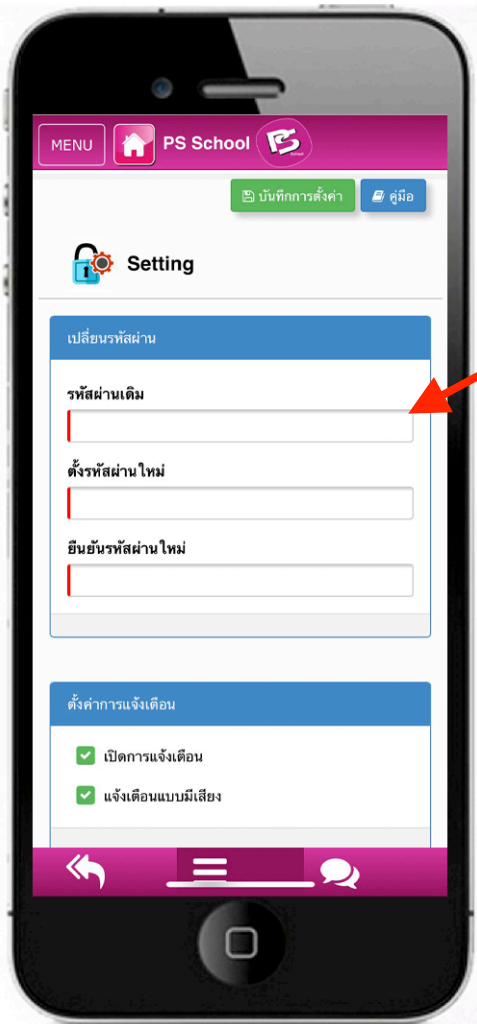 MENU PS School PS
บันทึกการตั้งค่า คู่มือ
Setting
เปลี่ยนรหัสผ่าน
รหัสผ่านเดิม
ตั้งรหัสผ่านใหม่
ยืนยันรหัสผ่านใหม่
ตั้งค่าการแจ้งเตือน
เปิดการแจ้งเตือน
แจ้งเตือนแบบมีเสียง